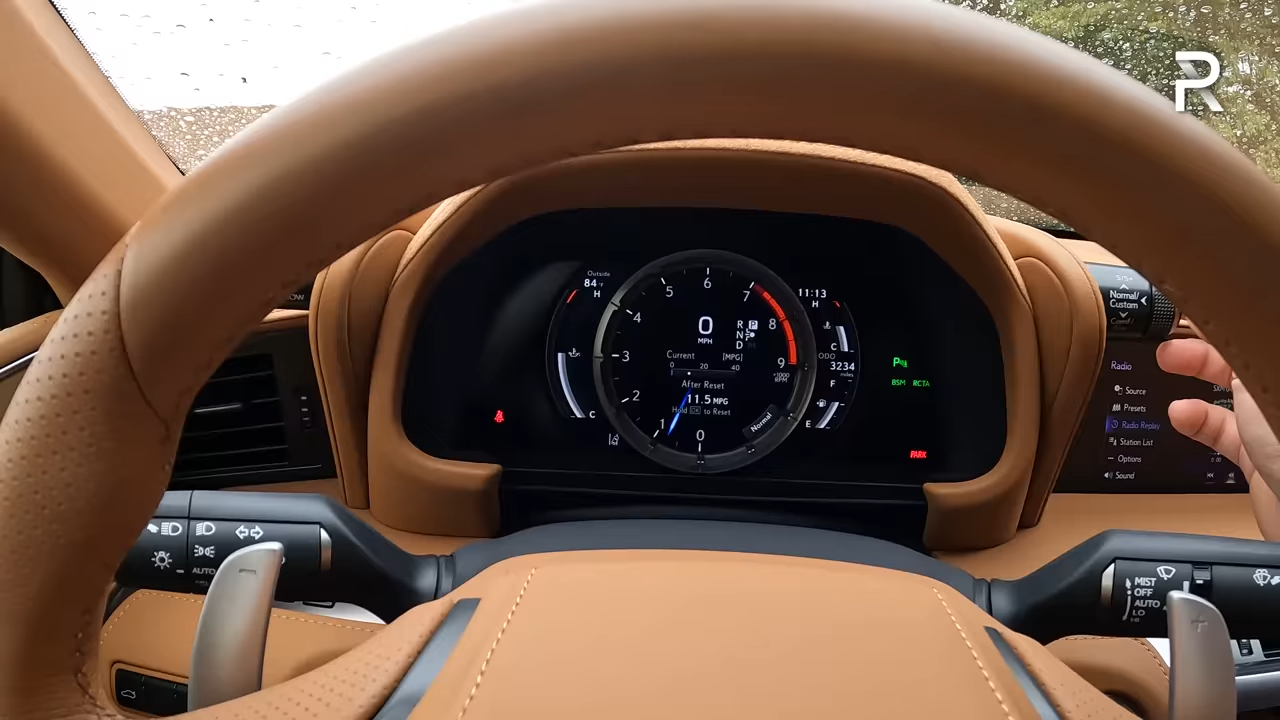 R
Outside
84°F
H
C
5
6
7
4
8
3
9
2
1
0
×1000
RPM
0
MPH
R
N
D
P
Current [MPG]
0 20 40
After Reset
11.5 MPG
Hold OK to Reset
Normal
11:13
H
C
ODO
3234
miles
F
E
P
BSM RCTA
PARK
S/S+
Normal/
Custom
Radio
Source
Presets
Radio Replay
Station List
Options
Sound
AUTO
MIST
OFF
AUTO
LO
HI
-
+